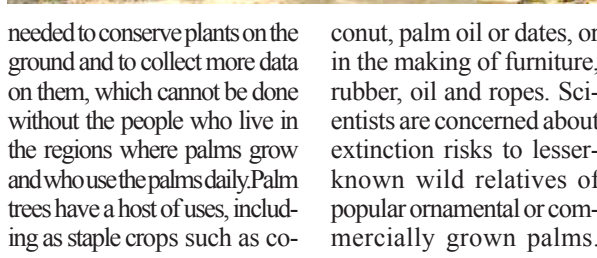 needed to conserve plants on the
ground and to collect more data
on them, which cannot be done
without the people who live in
the regions where palms grow
and who use the palms daily.Palm
trees have a host of uses, includ-
ing as staple crops such as co-
conut, palm oil or dates, or
in the making of furniture,
rubber, oil and ropes. Sci-
entists are concerned about
extinction risks to lesser-
known wild relatives of
popular ornamental or com-
mercially grown palms.